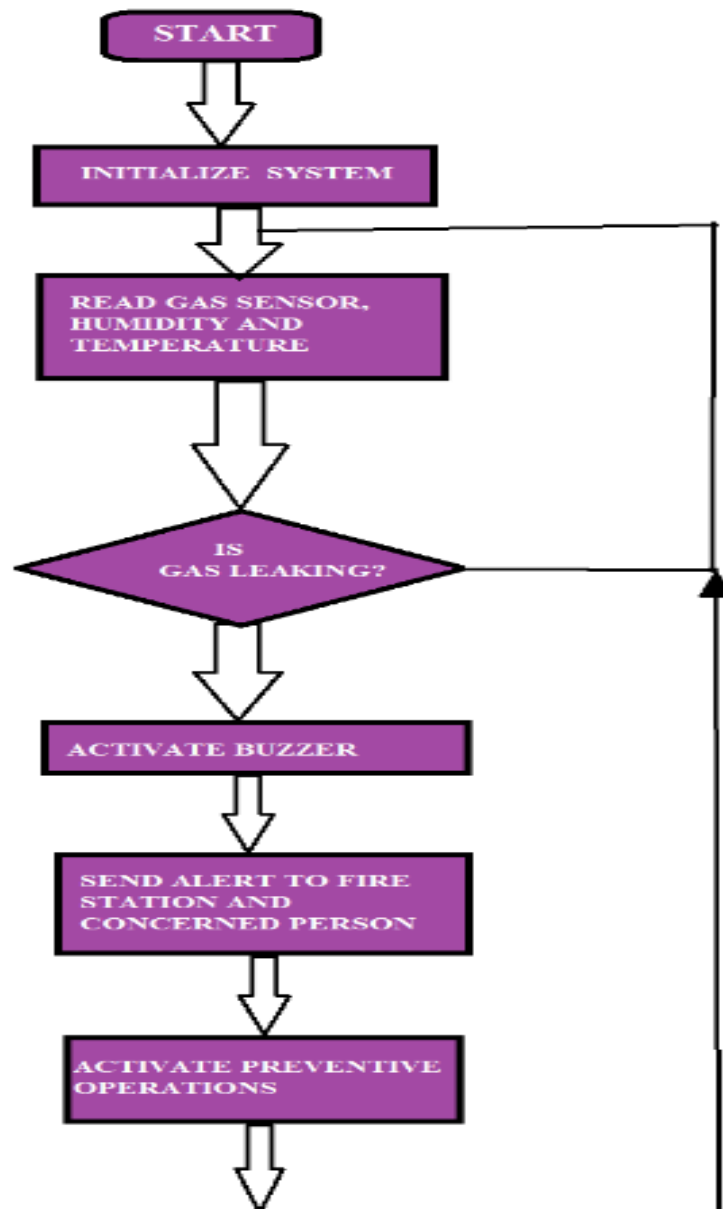 START
INITIALIZE SYSTEM
READ GAS SENSOR,
HUMIDITY AND
TEMPERATURE
IS
GAS LEAKING?
ACTIVATE BUZZER
SEND ALERT TO FIRE
STATION AND
CONCERNED PERSON
ACTIVATE PREVENTIVE
OPERATIONS